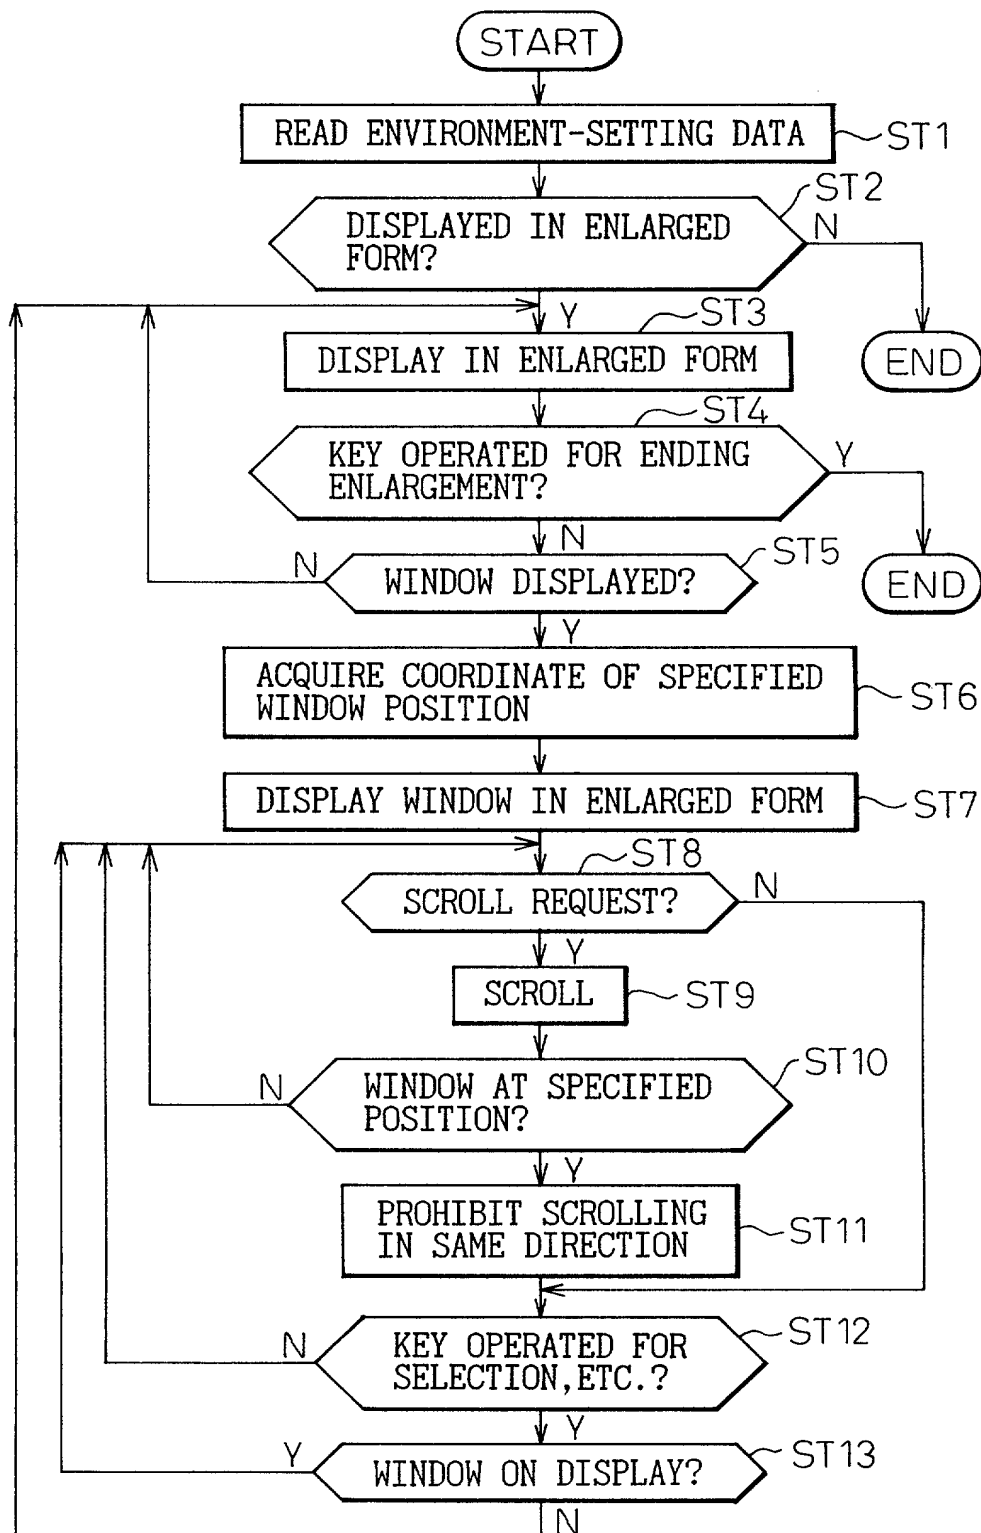 START
READ ENVIRONMENT-SETTING DATA
ST1
ST2
DISPLAYED IN ENLARGED
FORM?
N
Y
ST3
DISPLAY IN ENLARGED FORM
END
ST4
KEY OPERATED FOR ENDING
ENLARGEMENT?
Y
N
ST5
N
WINDOW DISPLAYED?
END
Y
ACQUIRE COORDINATE OF SPECIFIED
WINDOW POSITION
ST6
DISPLAY WINDOW IN ENLARGED FORM
ST7
ST8
SCROLL REQUEST?
N
Y
SCROLL
ST9
ST10
N
WINDOW AT SPECIFIED
POSITION?
Y
PROHIBIT SCROLLING
IN SAME DIRECTION
ST11
ST12
N
KEY OPERATED FOR
SELECTION,ETC.?
Y
ST13
Y
WINDOW ON DISPLAY?
N